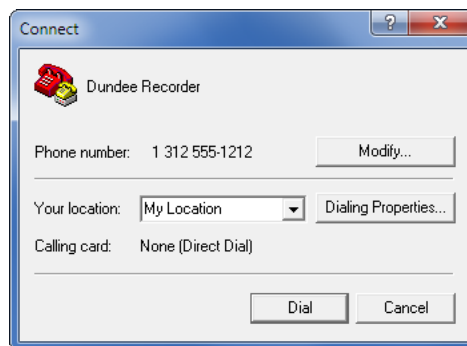 Connect
?
Dundee Recorder
Phone number: 1 312 555-1212 Modify...
Your location: My Location Dialing Properties...
Calling card: None (Direct Dial)
Dial Cancel